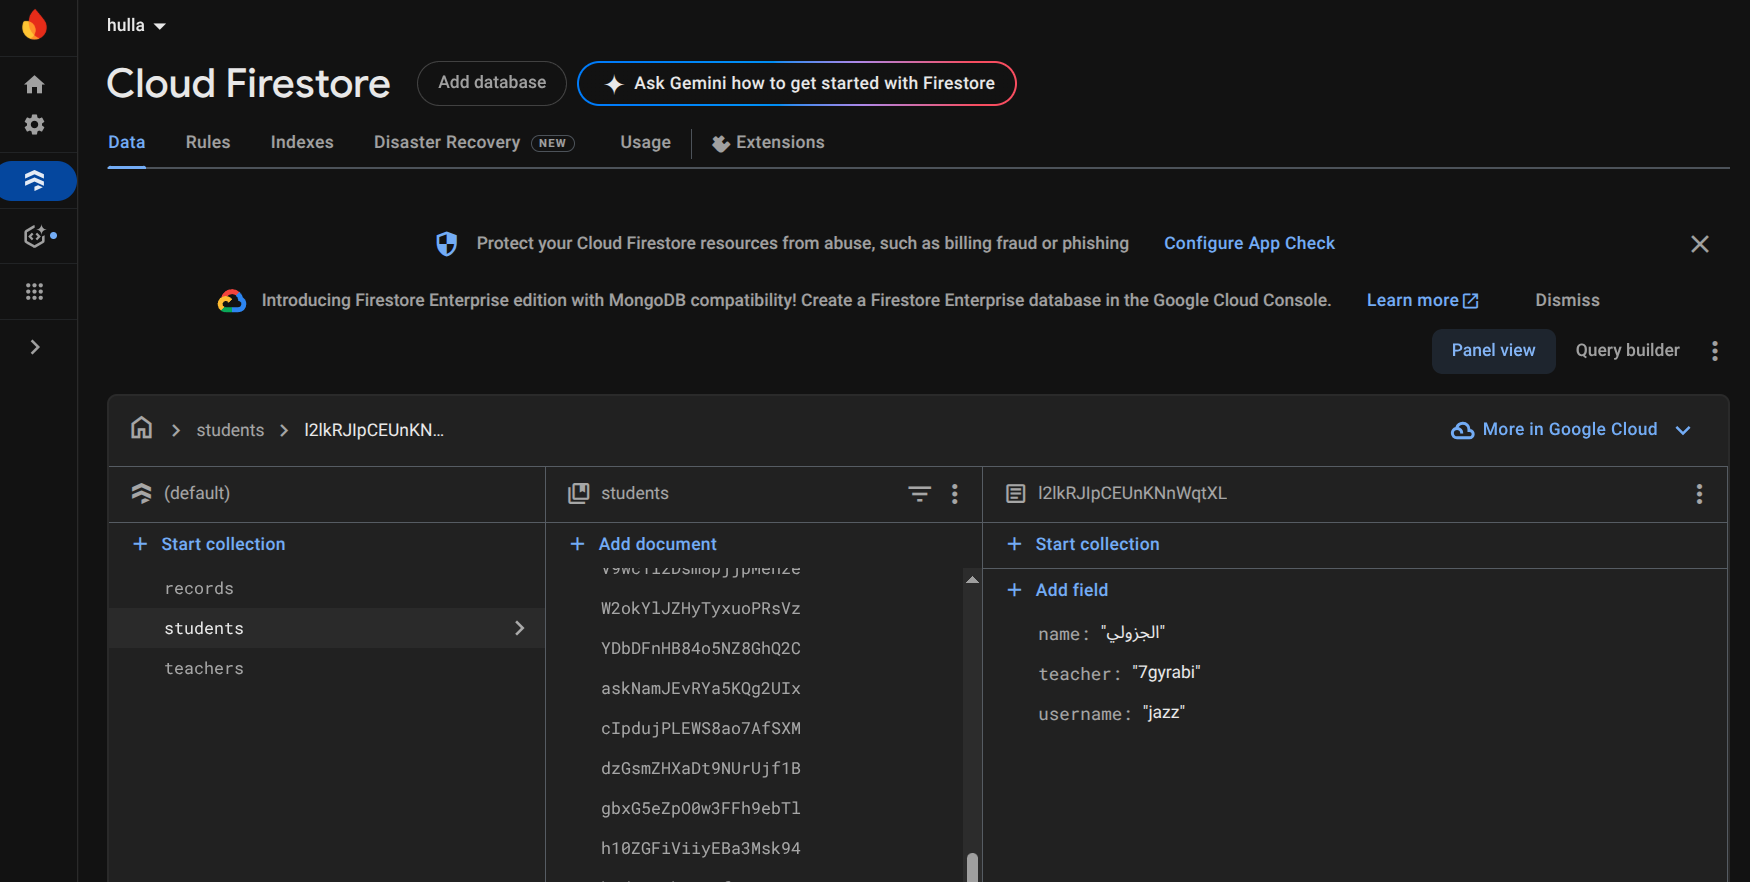 hulla
Cloud Firestore
Add database
Ask Gemini how to get started with Firestore
Data
Rules
Indexes
Disaster Recovery NEW
Usage
Extensions
Protect your Cloud Firestore resources from abuse, such as billing fraud or phishing Configure App Check
Introducing Firestore Enterprise edition with MongoDB compatibility! Create a Firestore Enterprise database in the Google Cloud Console. Learn more Dismiss
Panel view
Query builder
students
l2lkRJIpCEUnKN...
More in Google Cloud
(default)
Start collection
records
students
teachers
students
Add document
W2okYlJZHyTyxuoPRsVz
YDbDFnHB84o5NZ8GhQ2C
askNamJEvRYa5KQg2UIx
cIpdujPLEWS8ao7AfSXM
dzGsmZHXaDt9NUrUjf1B
gbxG5eZpO0w3FFh9ebTl
h10ZGFiViiyEBa3Msk94
l2lkRJIpCEUnKNnWqtXL
Start collection
Add field
name: "الجزولي"
teacher: "7gyrabi"
username: "jazz"